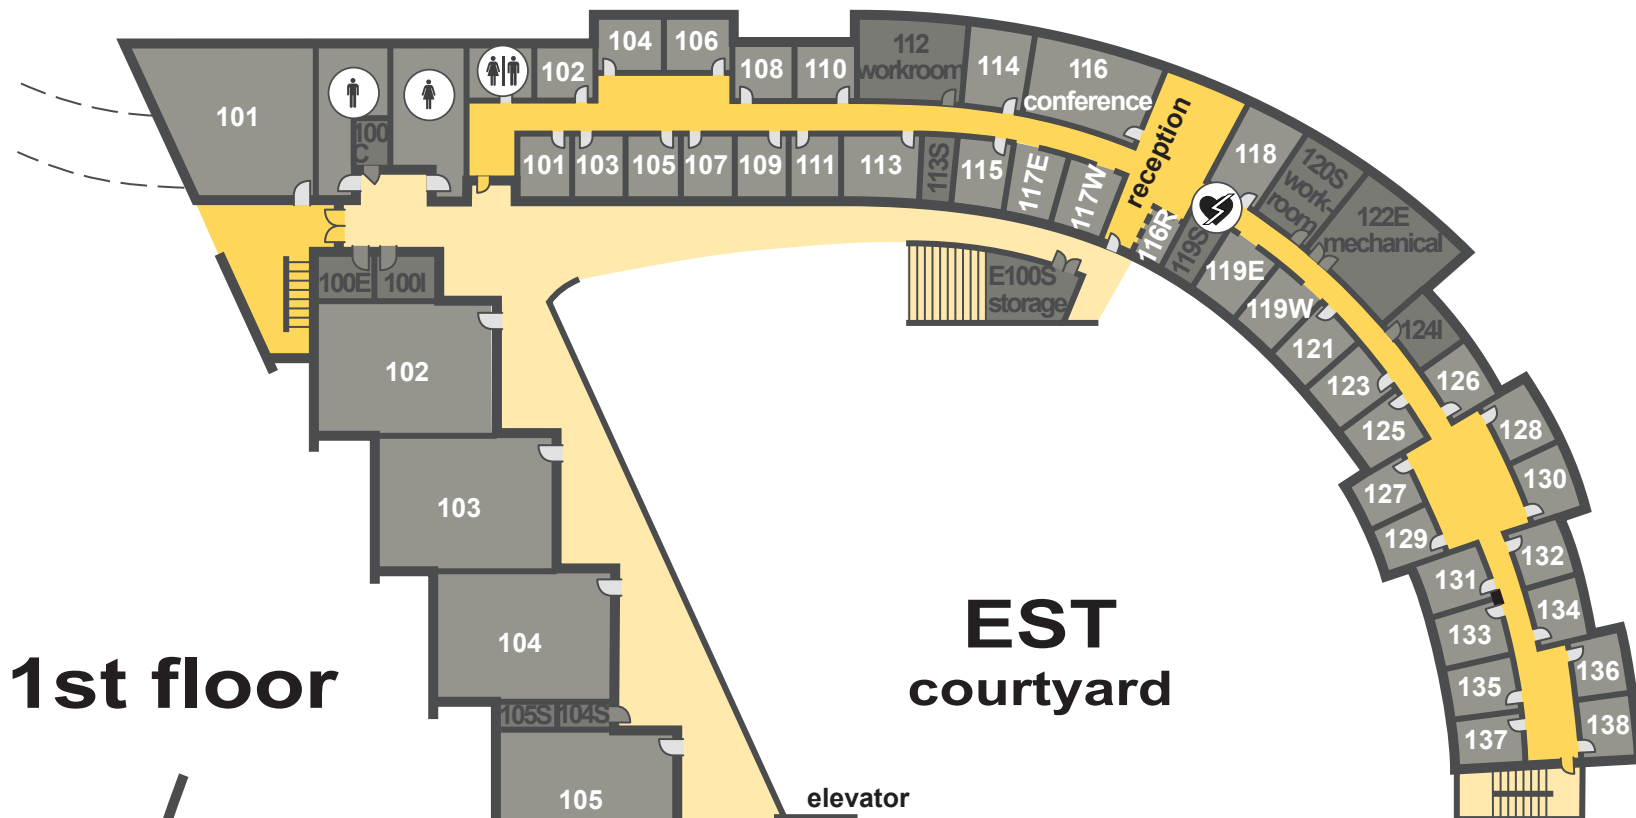 104
106
112
workroom
114
116
conference
102
108
110
101
100
C
reception
118
120S
work-
room
122E
mechanical
101
103
105
107
109
111
113
113S
115
117E
117W
116R
119S
119E
119W
121
123
125
124I
126
128
130
127
129
132
134
131
133
135
137
136
138
100E
100I
E100S
storage
102
103
104
105S
104S
105
1st floor
EST
courtyard
elevator